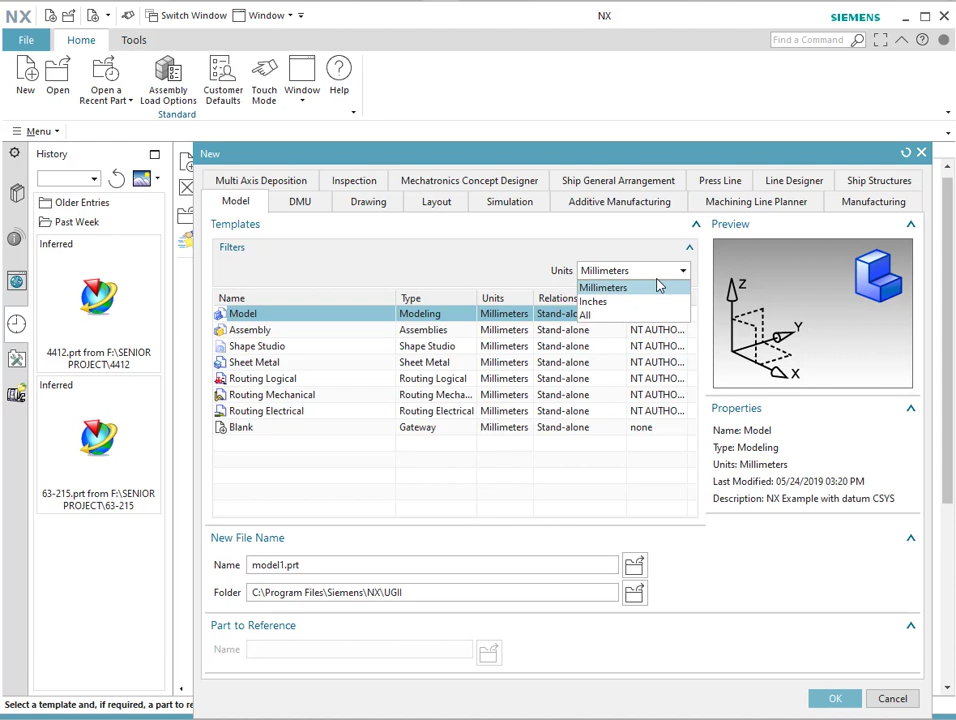 NX
Switch Window
Window
NX
SIEMENS
File
Home
Tools
Find a Command
New
Open
Open a
Recent Part
Assembly
Load Options
Customer
Defaults
Touch
Mode
Window
Help
Standard
Menu
History
Older Entries
Past Week
Inferred
4412.prt from F:\SENIOR
PROJECT\4412
Inferred
63-215.prt from F:\SENIOR
PROJECT\63-215
New
Multi Axis Deposition
Inspection
Mechatronics Concept Designer
Ship General Arrangement
Press Line
Line Designer
Ship Structures
Model
DMU
Drawing
Layout
Simulation
Additive Manufacturing
Machining Line Planner
Manufacturing
Templates
Filters
Units
Millimeters
Millimeters
Inches
All
Name Type Units Relations
Model Modeling Millimeters Stand-alo
Assembly Assemblies Millimeters Stand-alone NT AUTHO...
Shape Studio Shape Studio Millimeters Stand-alone NT AUTHO...
Sheet Metal Sheet Metal Millimeters Stand-alone NT AUTHO...
Routing Logical Routing Logical Millimeters Stand-alone NT AUTHO...
Routing Mechanical Routing Mecha... Millimeters Stand-alone NT AUTHO...
Routing Electrical Routing Electrical Millimeters Stand-alone NT AUTHO...
Blank Gateway Millimeters Stand-alone none
Preview
Z
Y
X
Properties
Name: Model
Type: Modeling
Units: Millimeters
Last Modified: 05/24/2019 03:20 PM
Description: NX Example with datum CSYS
New File Name
Name model1.prt
Folder C:\Program Files\Siemens\NX\UGII
Part to Reference
Name
Select a template and, if required, a part to re
OK
Cancel